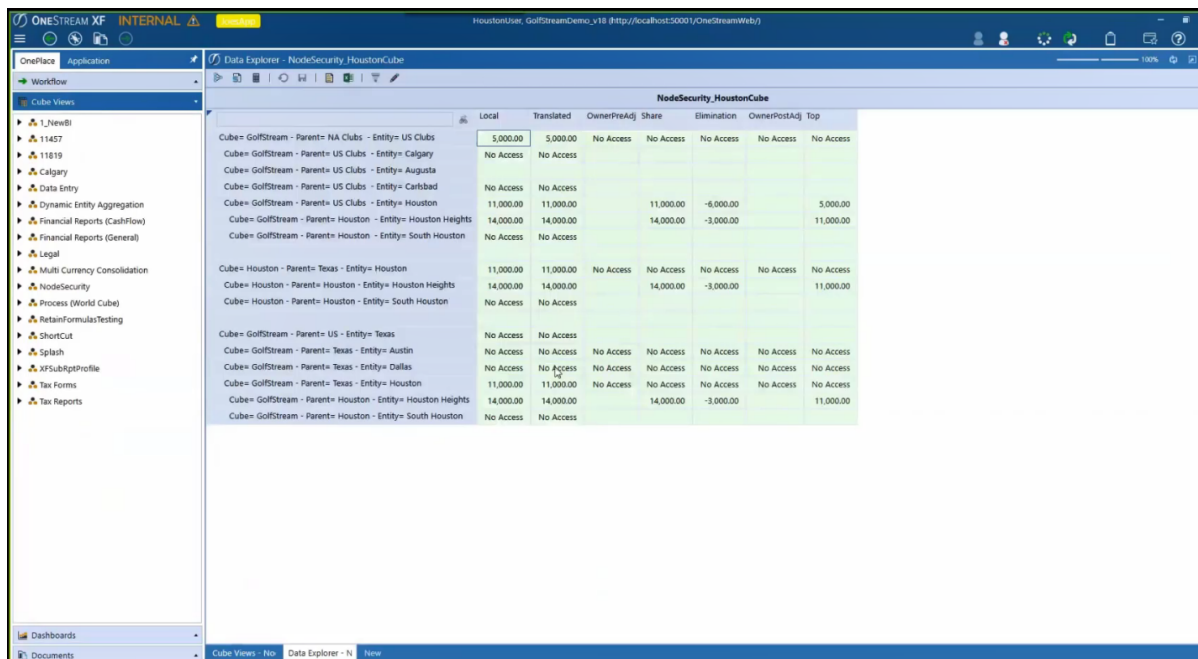 ONESTREAM XF INTERNAL
HoustonUser, GolfStreamDemo_v18 (http://localhost:50001/OneStreamWeb/)
100%
OnePlace Application
Data Explorer - NodeSecurity_HoustonCube
Workflow
Cube Views
1_NewBI
11457
11819
Calgary
Data Entry
Dynamic Entity Aggregation
Financial Reports (CashFlow)
Financial Reports (General)
Legal
Multi Currency Consolidation
NodeSecurity
Process (World Cube)
RetainFormulasTesting
ShortCut
Splash
XFSubRptProfile
Tax Forms
Tax Reports
Dashboards
Documents
NodeSecurity_HoustonCube
Local Translated OwnerPreAdj Share Elimination OwnerPostAdj Top
Cube= GolfStream - Parent= NA Clubs - Entity= US Clubs 5,000.00 5,000.00 No Access No Access No Access No Access No Access
Cube= GolfStream - Parent= US Clubs - Entity= Calgary No Access No Access
Cube= GolfStream - Parent= US Clubs - Entity= Augusta
Cube= GolfStream - Parent= US Clubs - Entity= Carlsbad No Access No Access
Cube= GolfStream - Parent= US Clubs - Entity= Houston 11,000.00 11,000.00 11,000.00 -6,000.00 5,000.00
Cube= GolfStream - Parent= Houston - Entity= Houston Heights 14,000.00 14,000.00 14,000.00 -3,000.00 11,000.00
Cube= GolfStream - Parent= Houston - Entity= South Houston No Access No Access
Cube= Houston - Parent= Texas - Entity= Houston 11,000.00 11,000.00 No Access No Access No Access No Access No Access
Cube= Houston - Parent= Houston - Entity= Houston Heights 14,000.00 14,000.00 14,000.00 -3,000.00 11,000.00
Cube= Houston - Parent= Houston - Entity= South Houston No Access No Access
Cube= GolfStream - Parent= US - Entity= Texas No Access No Access
Cube= GolfStream - Parent= Texas - Entity= Austin No Access No Access No Access No Access No Access No Access No Access
Cube= GolfStream - Parent= Texas - Entity= Dallas No Access No Access No Access No Access No Access No Access No Access
Cube= GolfStream - Parent= Texas - Entity= Houston 11,000.00 11,000.00 No Access No Access No Access No Access No Access
Cube= GolfStream - Parent= Houston - Entity= Houston Heights 14,000.00 14,000.00 14,000.00 -3,000.00 11,000.00
Cube= GolfStream - Parent= Houston - Entity= South Houston No Access No Access
Cube Views - No Data Explorer - N New